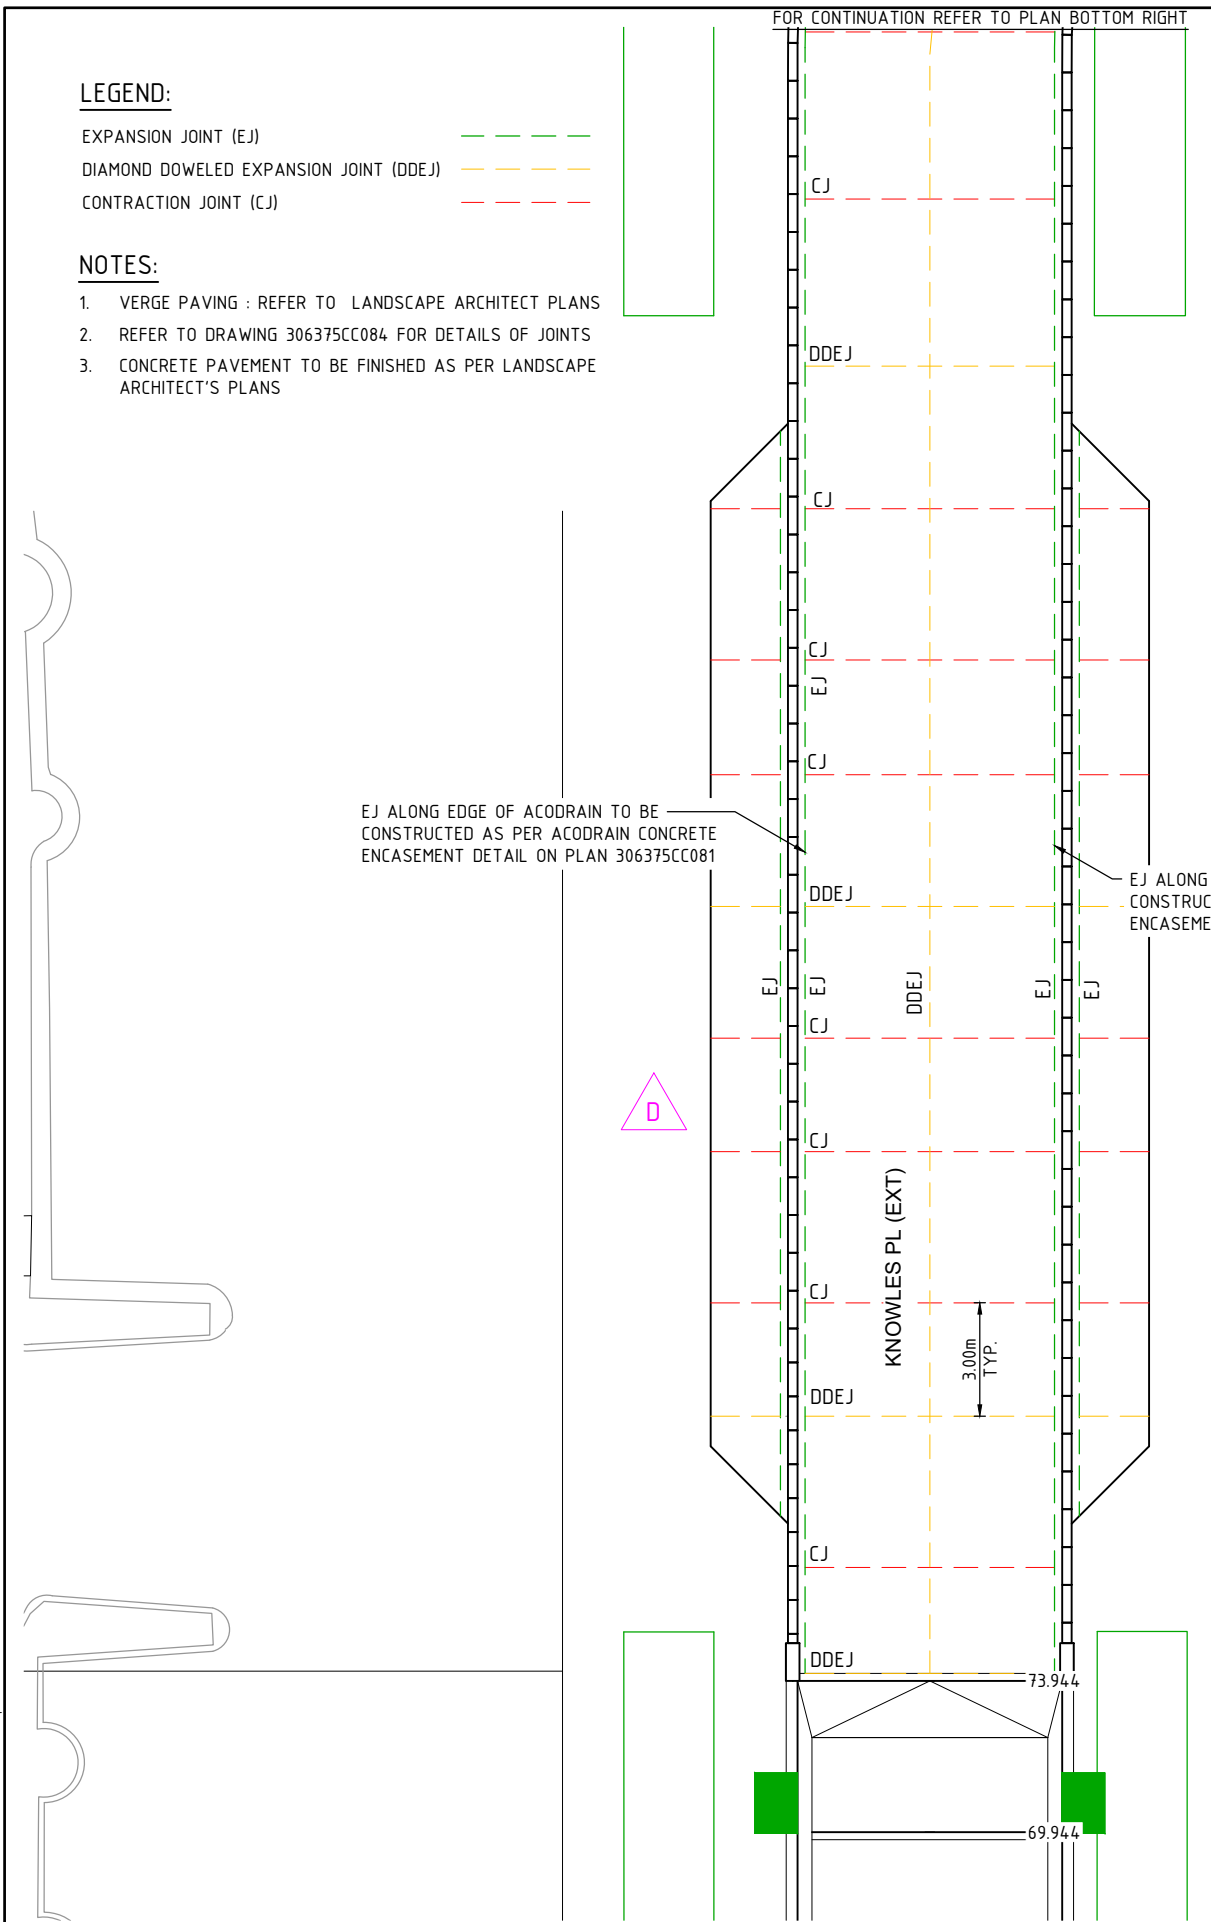 FOR CONTINUATION REFER TO PLAN BOTTOM RIGHT
LEGEND:
EXPANSION JOINT (EJ)
DIAMOND DOWELED EXPANSION JOINT (DDEJ)
CONTRACTION JOINT (CJ)
NOTES:
1. VERGE PAVING : REFER TO LANDSCAPE ARCHITECT PLANS
2. REFER TO DRAWING 306375CC084 FOR DETAILS OF JOINTS
3. CONCRETE PAVEMENT TO BE FINISHED AS PER LANDSCAPE
ARCHITECT'S PLANS
CJ
DDEJ
CJ
CJ
EJ
CJ
EJ ALONG EDGE OF ACODRAIN TO BE
CONSTRUCTED AS PER ACODRAIN CONCRETE
ENCASEMENT DETAIL ON PLAN 306375CC081
EJ ALONG
CONSTRUC
ENCASEME
DDEJ
EJ
EJ
DDEJ
EJ
EJ
CJ
D
CJ
KNOWLES PL (EXT)
CJ
3.00m
TYP.
DDEJ
CJ
DDEJ
73.944
69.944